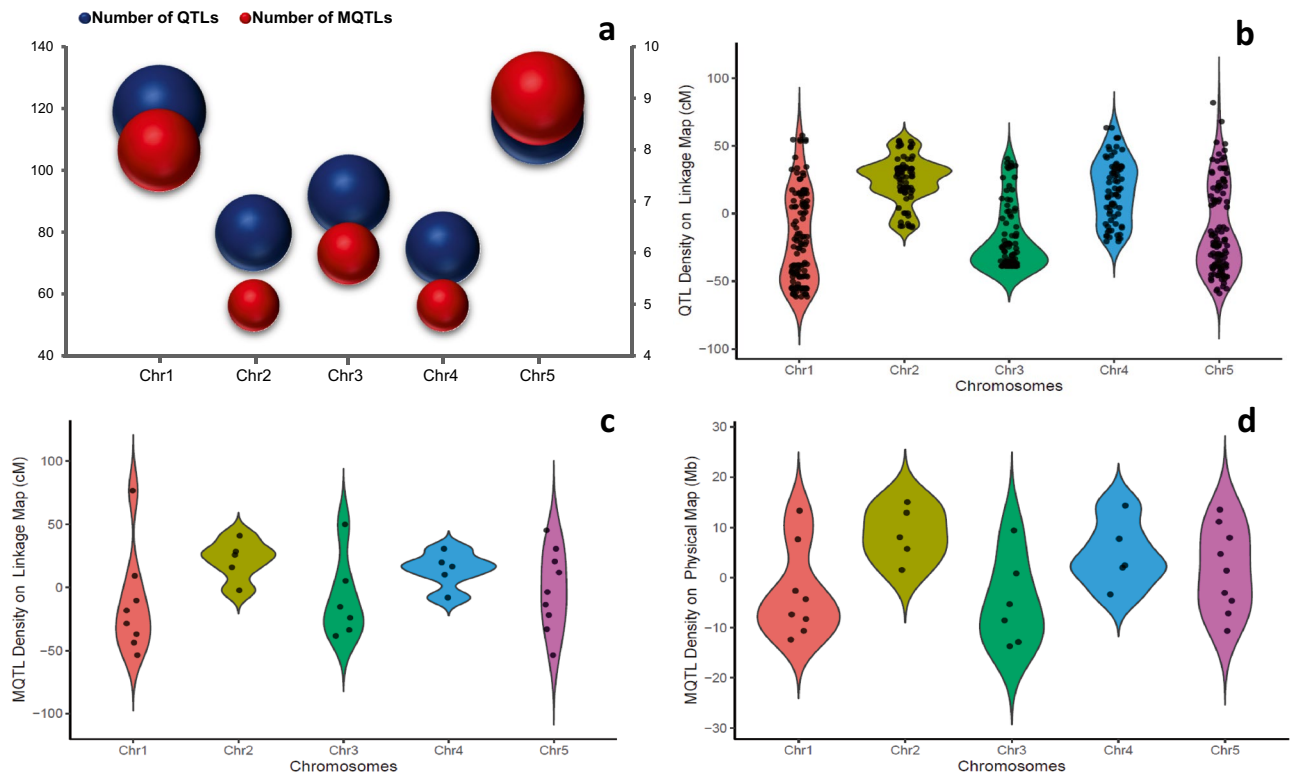 Number of QTLs Number of MQTLs
a
140
120
100
80
60
40
10
9
8
7
6
5
4
Chr1 Chr2 Chr3 Chr4 Chr5
b
QTL Density on Linkage Map (cM)
100
50
0
−50
−100
Chr1 Chr2 Chr3 Chr4 Chr5
Chromosomes
c
MQTL Density on Linkage Map (cM)
100
50
0
−50
−100
Chr1 Chr2 Chr3 Chr4 Chr5
Chromosomes
d
MQTL Density on Physical Map (Mb)
30
20
10
0
−10
−20
−30
Chr1 Chr2 Chr3 Chr4 Chr5
Chromosomes